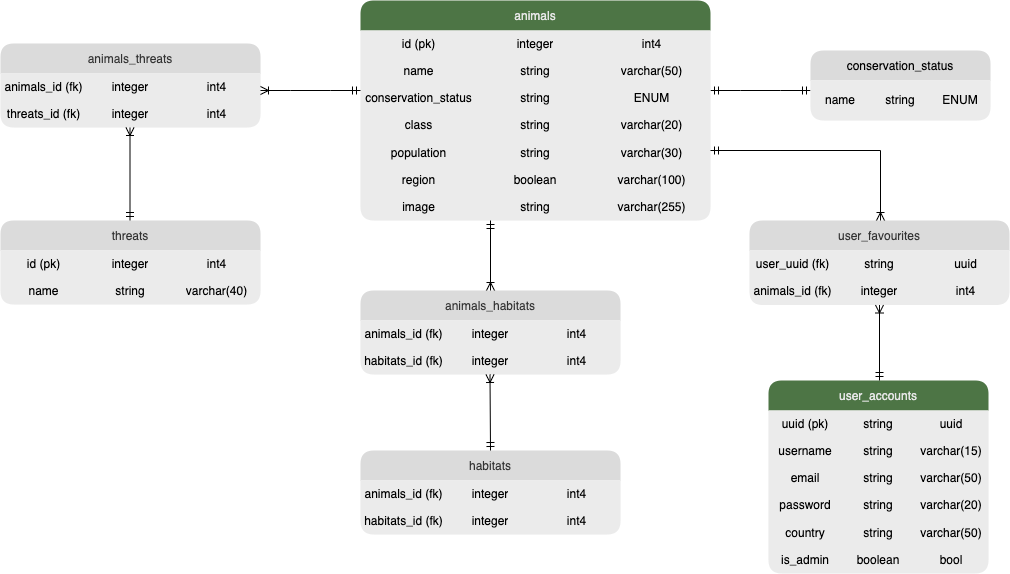 animals
id (pk) integer int4
name string varchar(50)
conservation_status string ENUM
class string varchar(20)
population string varchar(30)
region boolean varchar(100)
image string varchar(255)
animals_threats
animals_id (fk) integer int4
threats_id (fk) integer int4
conservation_status
name string ENUM
threats
id (pk) integer int4
name string varchar(40)
user_favourites
user_uuid (fk) string uuid
animals_id (fk) integer int4
animals_habitats
animals_id (fk) integer int4
habitats_id (fk) integer int4
user_accounts
uuid (pk) string uuid
username string varchar(15)
email string varchar(50)
password string varchar(20)
country string varchar(50)
is_admin boolean bool
habitats
animals_id (fk) integer int4
habitats_id (fk) integer int4